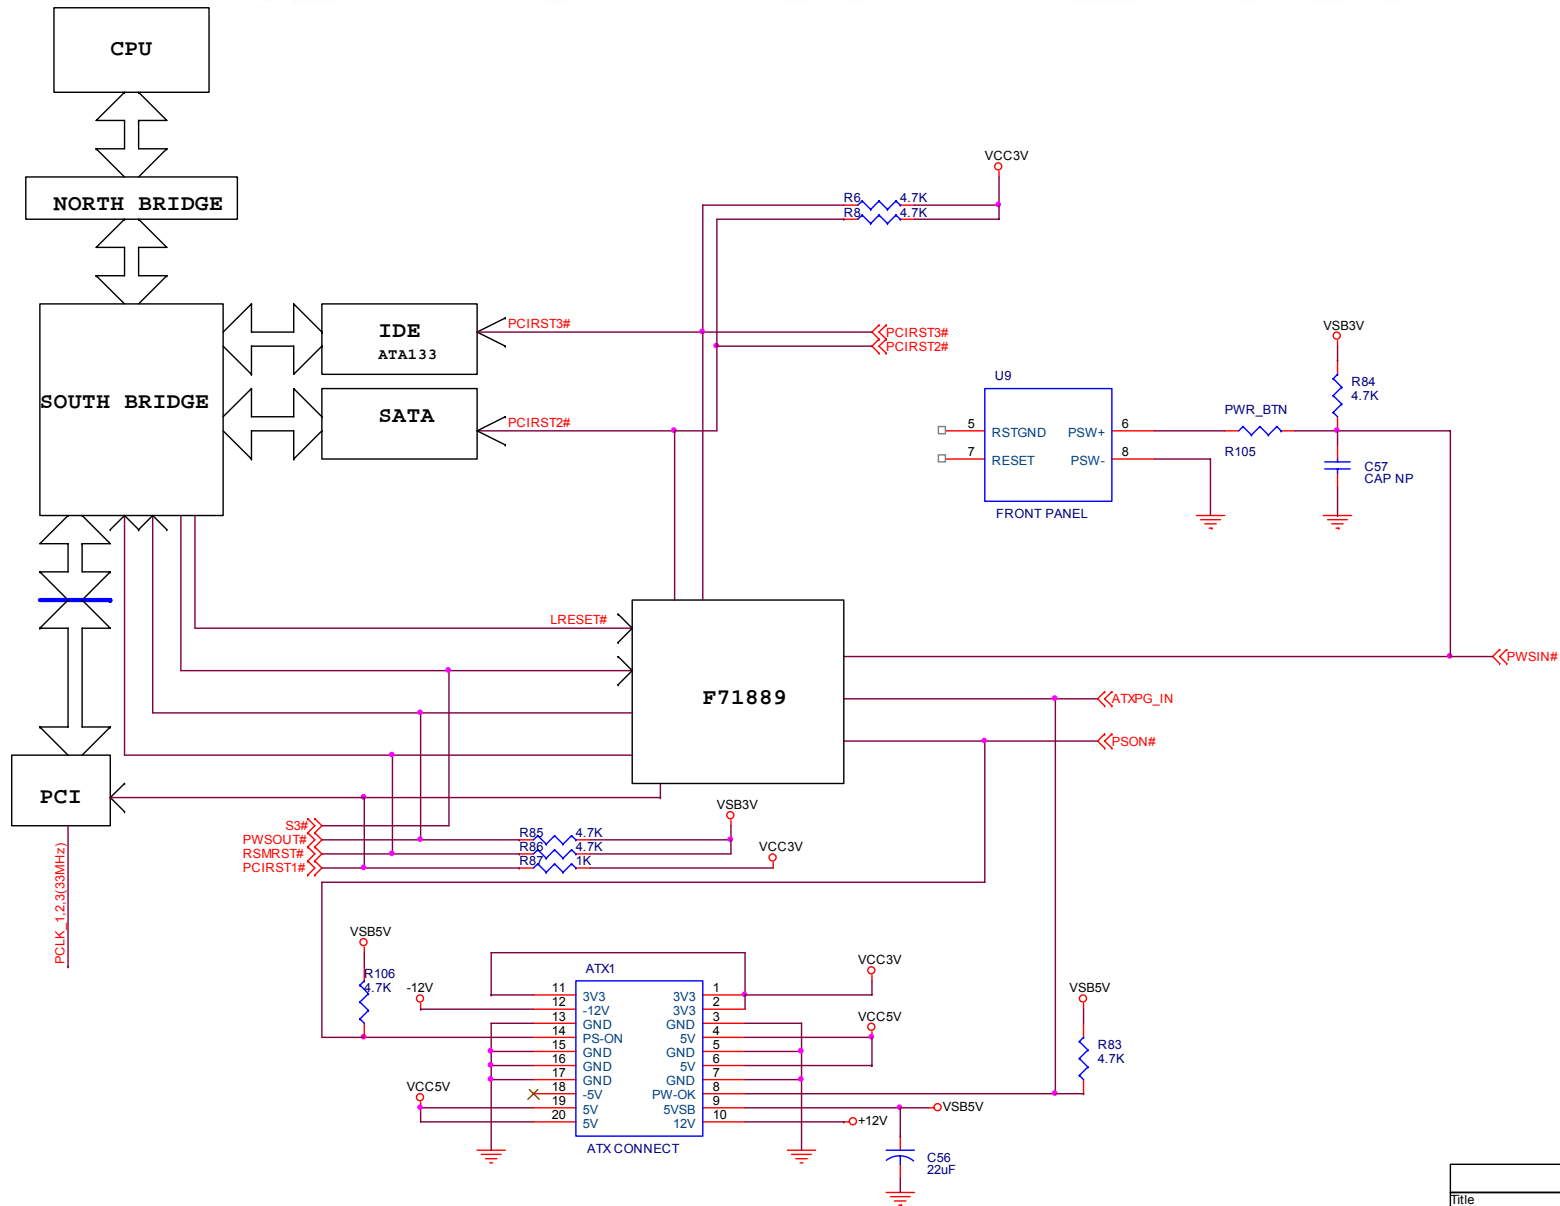 CPU
NORTH BRIDGE
SOUTH BRIDGE
IDE
ATA133
SATA
PCI
PCLK_1,2,3(33MHz)
VCC3V
R6 4.7K
R8 4.7K
PCIRST3#
PCIRST3#
PCIRST2#
PCIRST2#
VSB3V
R84
4.7K
U9
5 RSTGND PSW+ 6
7 RESET PSW- 8
FRONT PANEL
PWR_BTN
R105
C57
CAP NP
LRESET#
F71889
PWSIN#
ATXPG_IN
PSON#
S3#
PWSOUT#
RSMRST#
PCIRST1#
VSB3V
R85 4.7K
R86 4.7K
R87 1K
VCC3V
VSB5V
R106
4.7K
-12V
VCC5V
ATX1
11 3V3 3V3 1
12 -12V 3V3 2
13 GND GND 3
14 PS-ON 5V 4
15 GND GND 5
16 GND 5V 6
17 GND GND 7
18 -5V PW-OK 8
19 5V 5VSB 9
20 5V 12V 10
ATX CONNECT
VCC3V
VCC5V
VSB5V
R83
4.7K
VSB5V
+12V
C56
22uF
Title